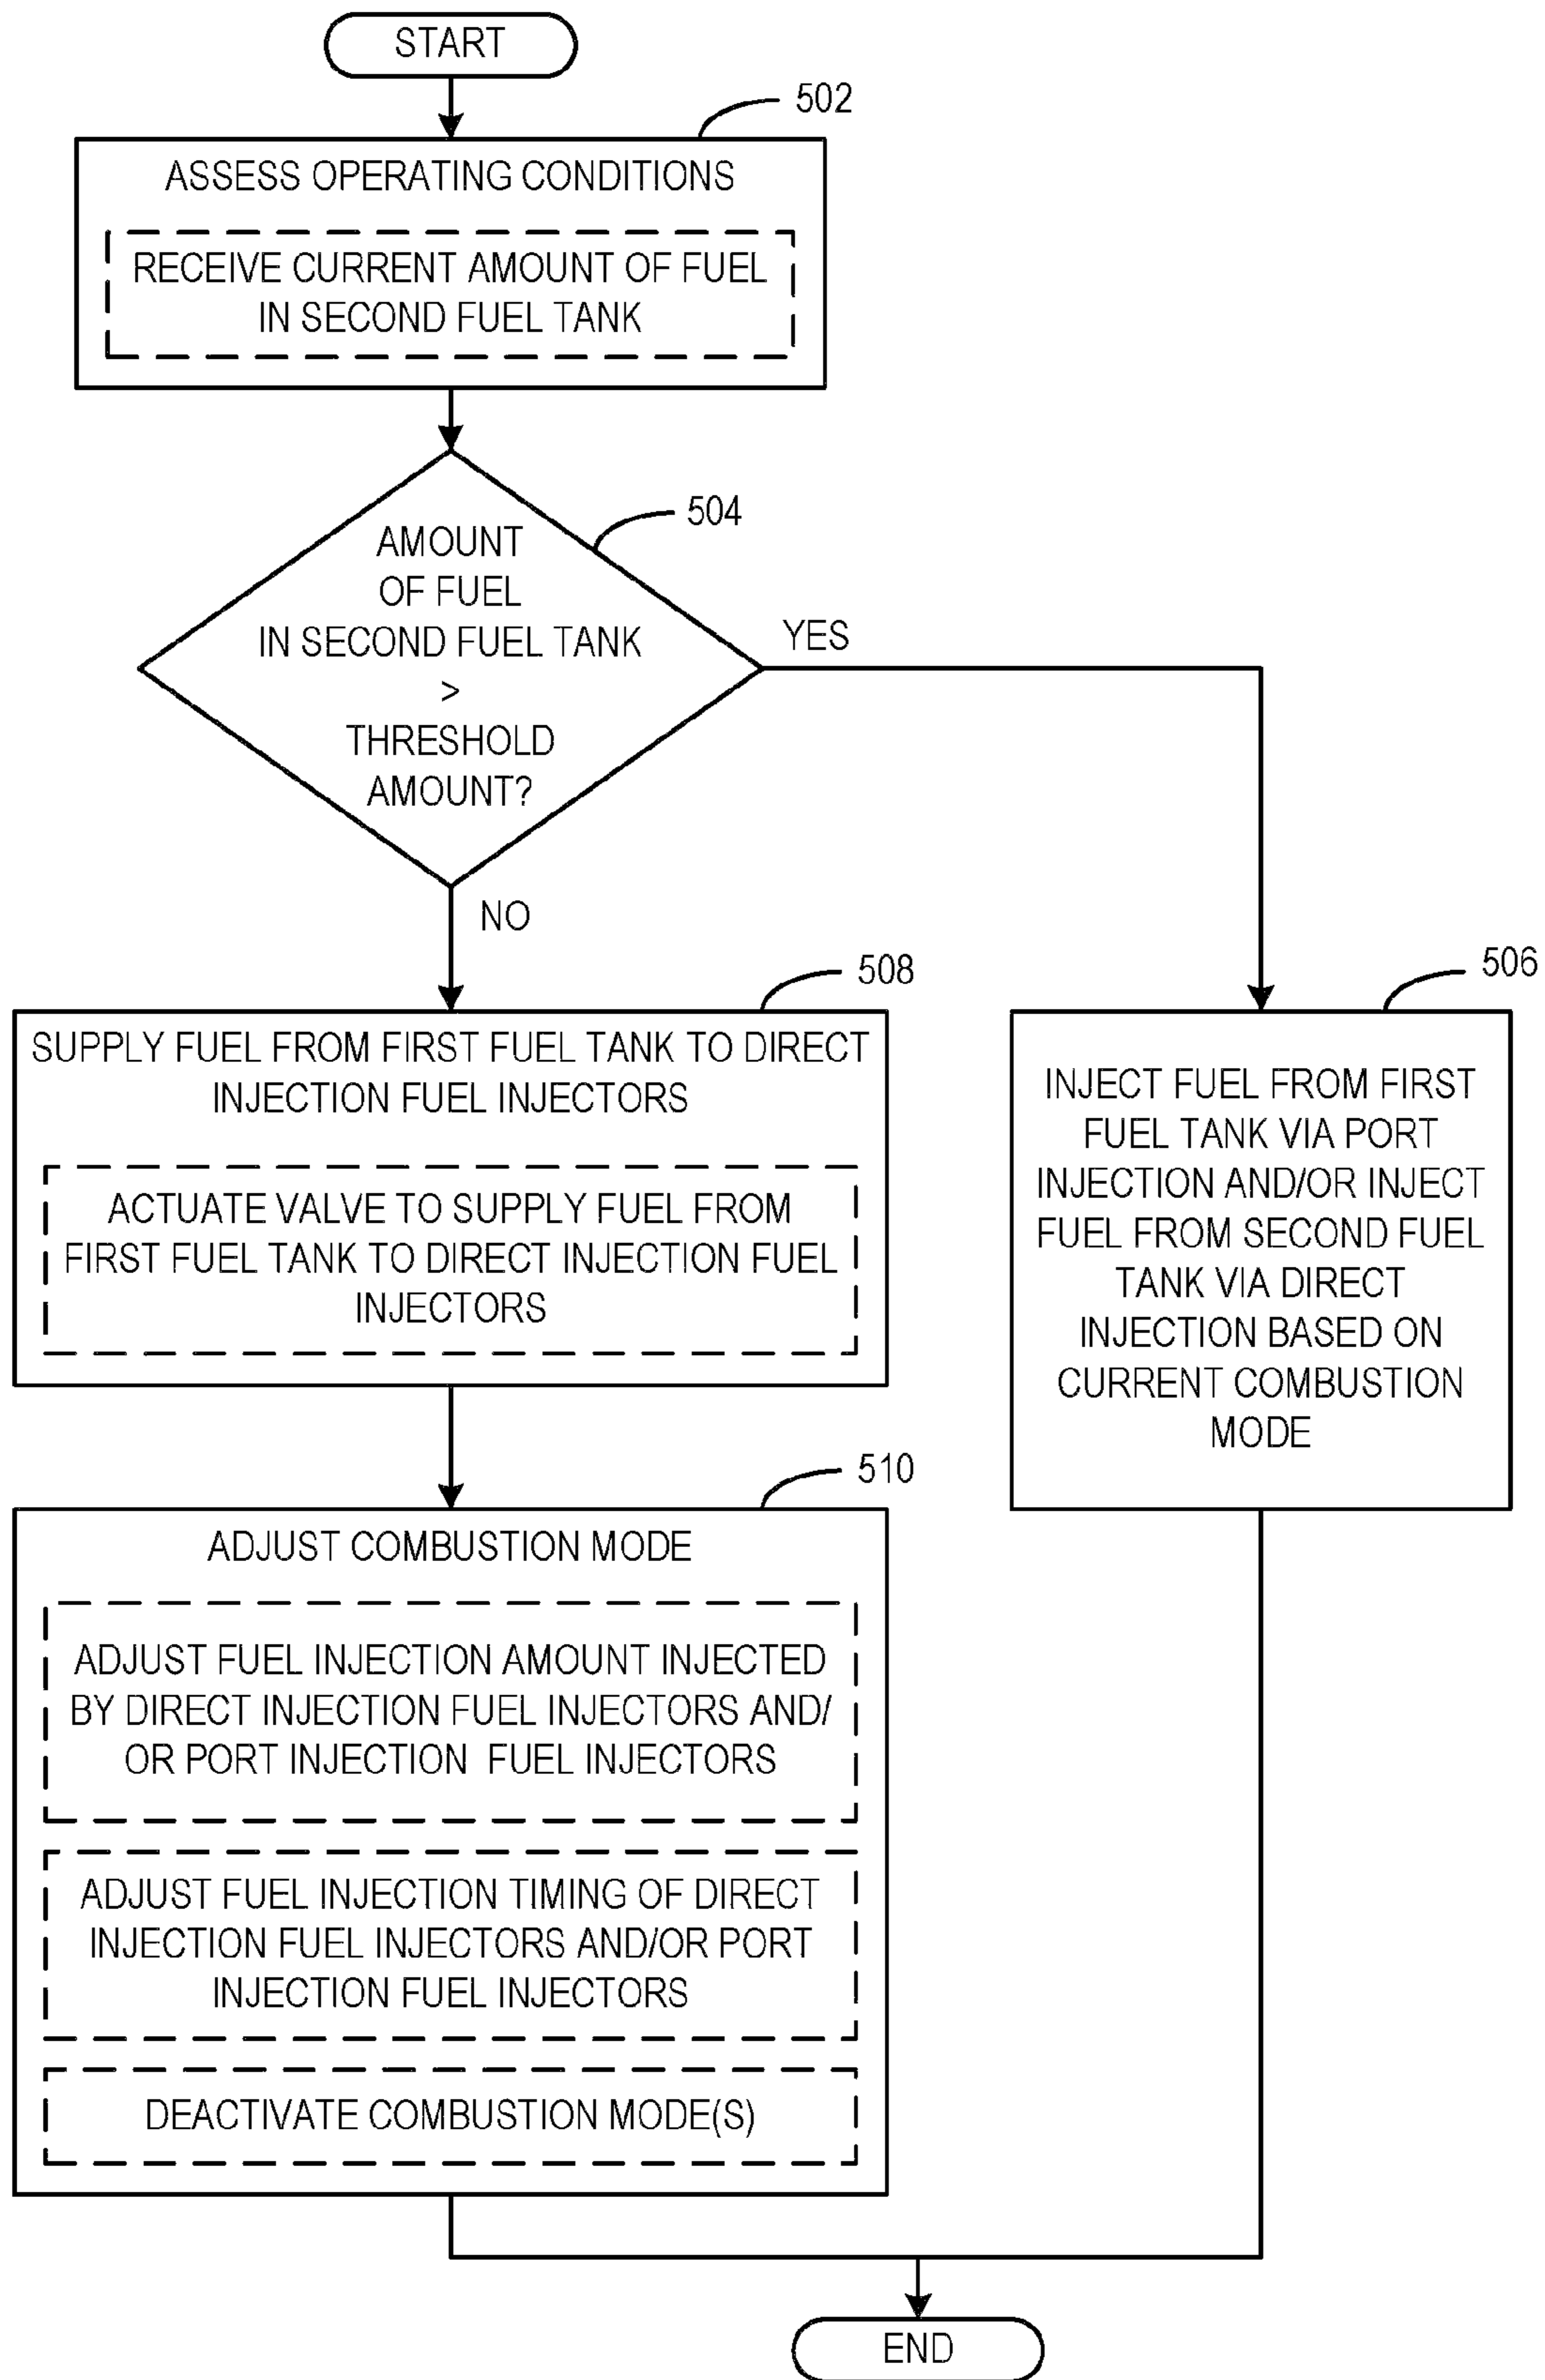 START
502
ASSESS OPERATING CONDITIONS
RECEIVE CURRENT AMOUNT OF FUEL
IN SECOND FUEL TANK
504
AMOUNT
OF FUEL
IN SECOND FUEL TANK
>
THRESHOLD
AMOUNT?
YES
NO
508
SUPPLY FUEL FROM FIRST FUEL TANK TO DIRECT
INJECTION FUEL INJECTORS
ACTUATE VALVE TO SUPPLY FUEL FROM
FIRST FUEL TANK TO DIRECT INJECTION FUEL
INJECTORS
506
INJECT FUEL FROM FIRST
FUEL TANK VIA PORT
INJECTION AND/OR INJECT
FUEL FROM SECOND FUEL
TANK VIA DIRECT
INJECTION BASED ON
CURRENT COMBUSTION
MODE
510
ADJUST COMBUSTION MODE
ADJUST FUEL INJECTION AMOUNT INJECTED
BY DIRECT INJECTION FUEL INJECTORS AND/
OR PORT INJECTION FUEL INJECTORS
ADJUST FUEL INJECTION TIMING OF DIRECT
INJECTION FUEL INJECTORS AND/OR PORT
INJECTION FUEL INJECTORS
DEACTIVATE COMBUSTION MODE(S)
END